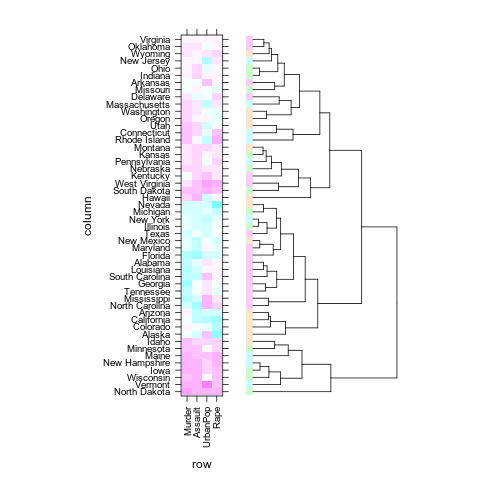 Virginia
Oklahoma
Wyoming
New Jersey
Ohio
Indiana
Arkansas
Missouri
Delaware
Massachusetts
Washington
Oregon
Utah
Connecticut
Rhode Island
Montana
Kansas
Pennsylvania
Nebraska
Kentucky
West Virginia
South Dakota
Hawaii
Nevada
Michigan
New York
Illinois
Texas
New Mexico
Maryland
Florida
Alabama
Louisiana
South Carolina
Georgia
Tennessee
Mississippi
North Carolina
Arizona
California
Colorado
Alaska
Idaho
Minnesota
Maine
New Hampshire
Iowa
Wisconsin
Vermont
North Dakota
column
Murder
Assault
UrbanPop
Rape
row